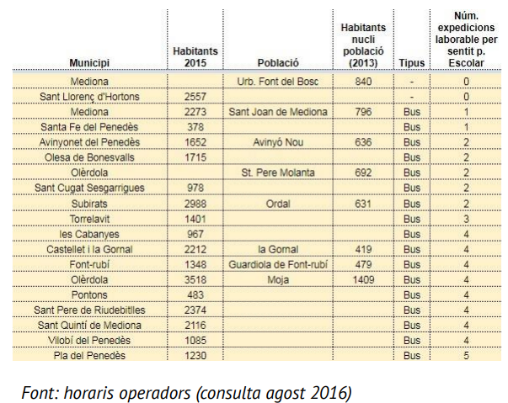 Municipi Habitants 2015 Població Habitants nucli població (2013) Tipus Núm. expedicions laborable per sentit p. Escolar
Mediona Urb. Font del Bosc 840 - 0
Sant Llorenç d'Hortons 2557 - 0
Mediona 2273 Sant Joan de Mediona 796 Bus 1
Santa Fe del Penedès 378 Bus 1
Avinyonet del Penedès 1652 Avinyó Nou 636 Bus 2
Olesa de Bonesvalls 1715 Bus 2
Olèrdola St. Pere Molanta 692 Bus 2
Sant Cugat Sesgarrigues 978 Bus 2
Subirats 2988 Ordal 631 Bus 2
Torrelavit 1401 Bus 3
les Cabanyes 967 Bus 4
Castellet i la Gornal 2212 la Gornal 419 Bus 4
Font-rubí 1348 Guardiola de Font-rubí 479 Bus 4
Olèrdola 3518 Moja 1409 Bus 4
Pontons 483 Bus 4
Sant Pere de Riudebitlles 2374 Bus 4
Sant Quintí de Mediona 2116 Bus 4
Vilobí del Penedès 1085 Bus 4
Pla del Penedès 1230 Bus 5
Font: horaris operadors (consulta agost 2016)